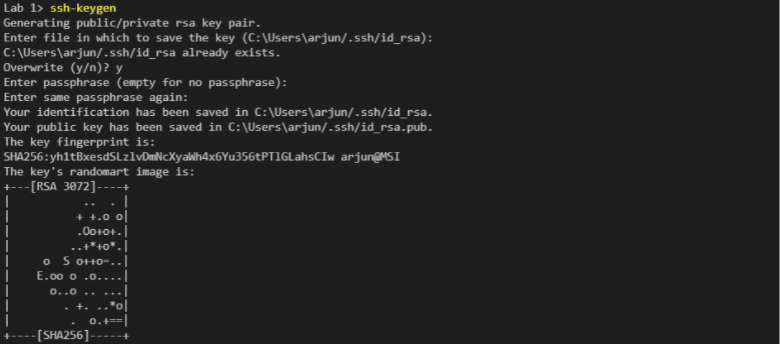 Lab 1> ssh-keygen
Generating public/private rsa key pair.
Enter file in which to save the key (C:\Users\arjun/.ssh/id_rsa):
C:\Users\arjun/.ssh/id_rsa already exists.
Overwrite (y/n)? y
Enter passphrase (empty for no passphrase):
Enter same passphrase again:
Your identification has been saved in C:\Users\arjun/.ssh/id_rsa.
Your public key has been saved in C:\Users\arjun/.ssh/id_rsa.pub.
The key fingerprint is:
SHA256:yh1tBxesdSLzlvDmNcXyaWh4x6Yu356tPTlGLahsCIw arjun@MSI
The key's randomart image is:
+---[RSA 3072]----+
|          ..  . |
|         + +.o o|
|         .Oo+o+.|
|        ..+*+o*.|
|    o  S o++o=..|
|   E.oo o .o....|
|     o..o .. ...|
|       . +. ..*o|
|        .  o.+==|
+----[SHA256]-----+